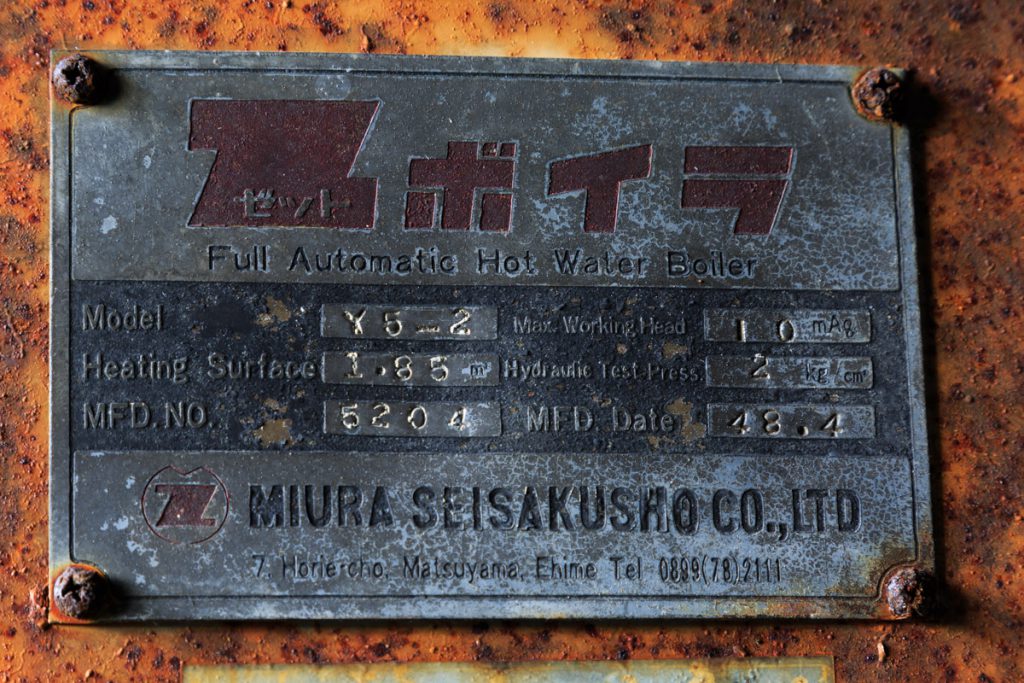 Zボイラ
ゼット
Full Automatic Hot Water Boiler
Model Y5-2 Max. Working Head 10 mAg
Heating Surface 1.85 m² Hydraulic Test Press. 2 kg/cm²
MFD.NO. 5204 MFD. Date 48.4
Z MIURA SEISAKUSHO CO.,LTD
7, Horie-cho, Matsuyama, Ehime Tel 0899(78)2111